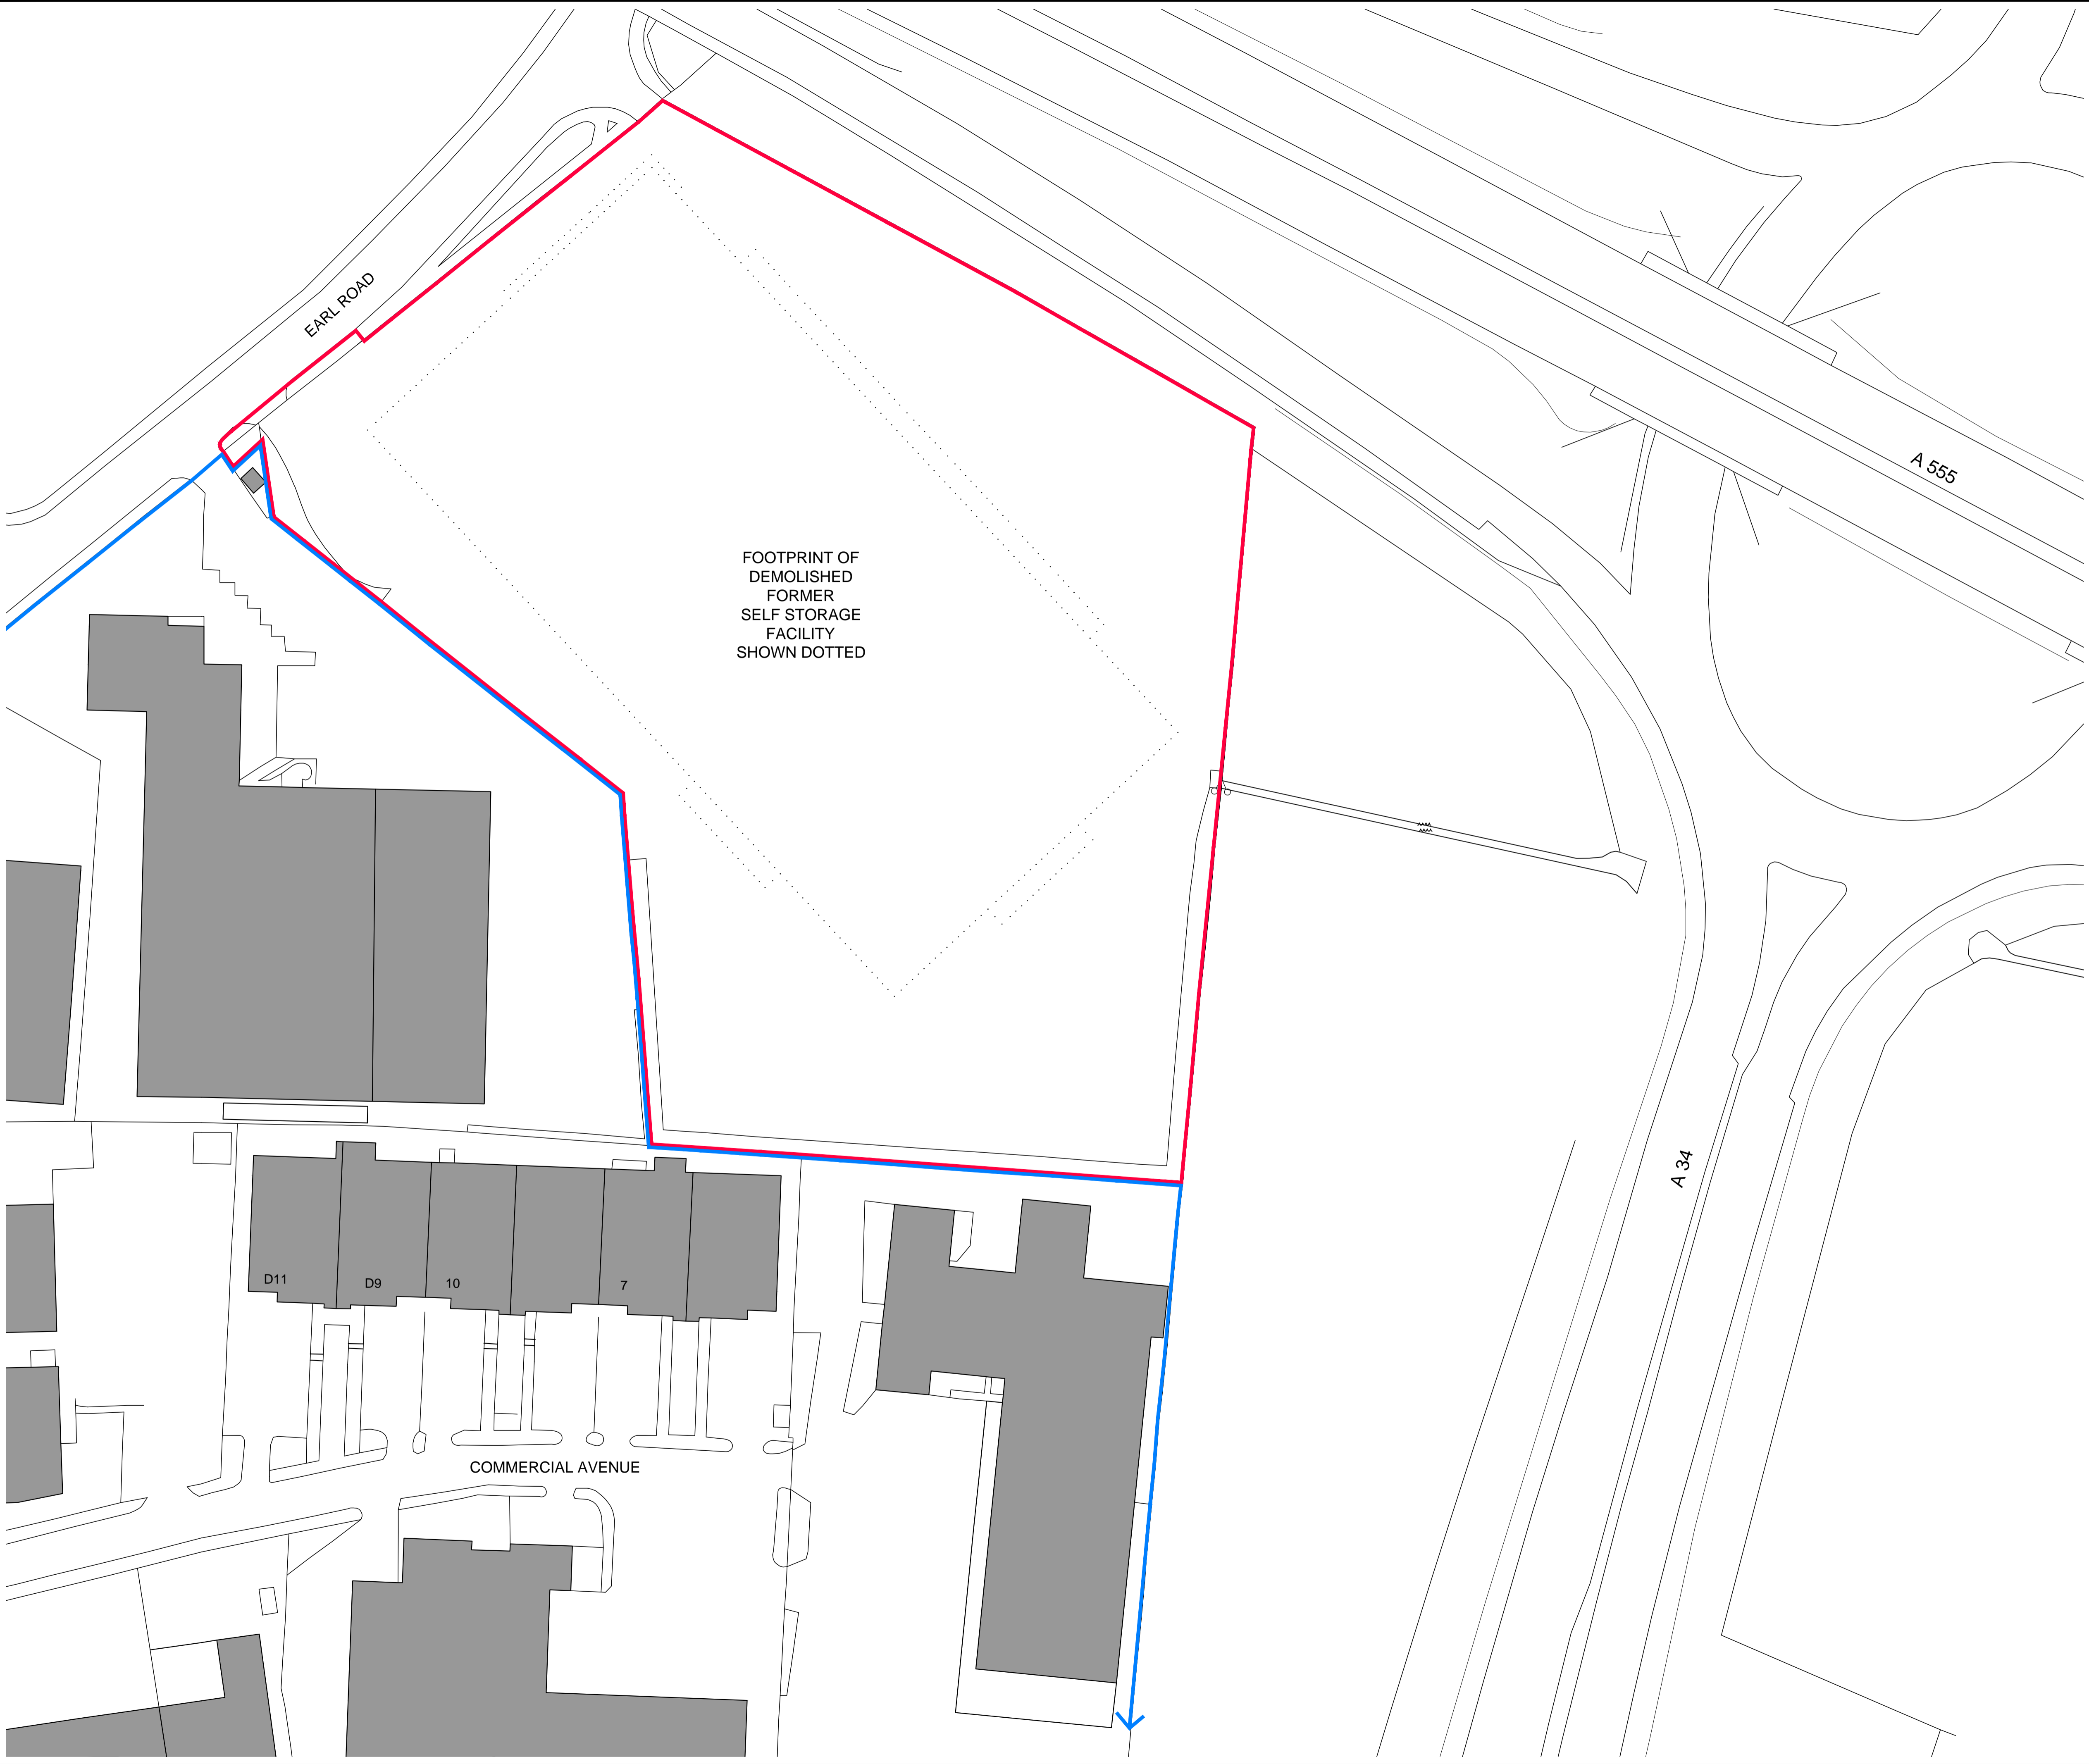 EARL ROAD
A 555
FOOTPRINT OF
DEMOLISHED
FORMER
SELF STORAGE
FACILITY
SHOWN DOTTED
A 34
D11
D9
10
7
COMMERCIAL AVENUE